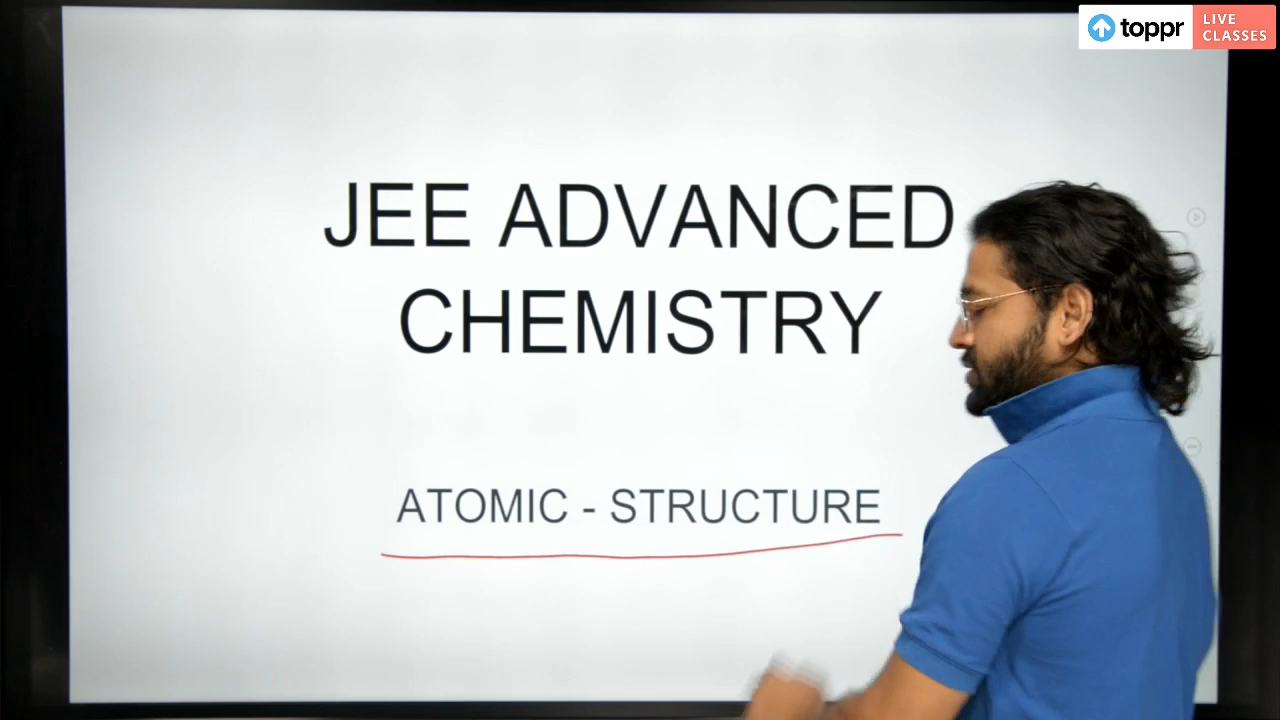 toppr
LIVE
CLASSES
JEE ADVANCED
CHEMISTRY
ATOMIC - STRUCTURE